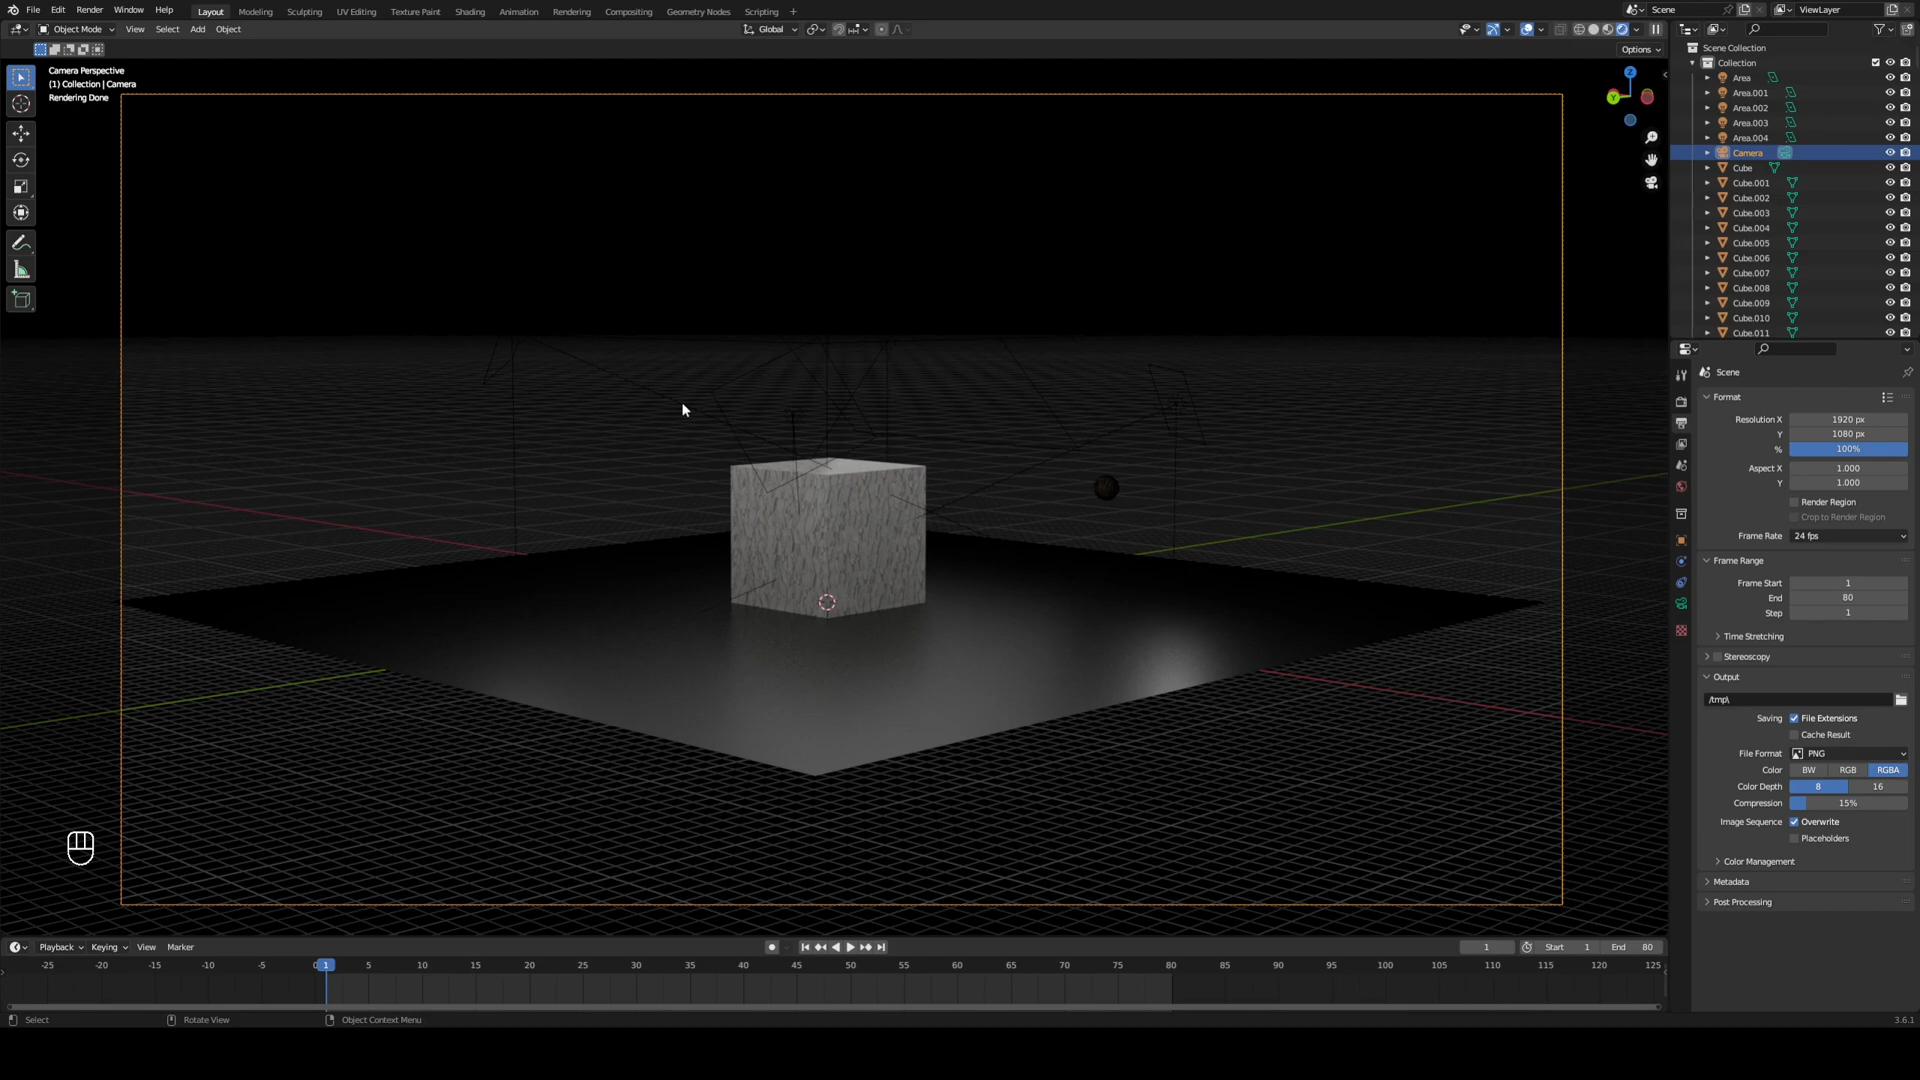 File Edit Render Window Help Layout Modeling Sculpting UV Editing Texture Paint Shading Animation Rendering Compositing Geometry Nodes Scripting + Scene ViewLayer
Object Mode View Select Add Object Global
Options
Camera Perspective
(1) Collection | Camera
Rendering Done
Z
Y
Scene Collection
Collection
Area
Area.001
Area.002
Area.003
Area.004
Camera
Cube
Cube.001
Cube.002
Cube.003
Cube.004
Cube.005
Cube.006
Cube.007
Cube.008
Cube.009
Cube.010
Cube.011
Scene
Format
Resolution X 1920 px
Y 1080 px
% 100%
Aspect X 1.000
Y 1.000
Render Region
Crop to Render Region
Frame Rate 24 fps
Frame Range
Frame Start 1
End 80
Step 1
Time Stretching
Stereoscopy
Output
/tmp\
Saving File Extensions
Cache Result
File Format PNG
Color BW RGB RGBA
Color Depth 8 16
Compression 15%
Image Sequence Overwrite
Placeholders
Color Management
Metadata
Post Processing
Playback Keying View Marker 1 Start 1 End 80
-25 -20 -15 -10 -5 0 1 5 10 15 20 25 30 35 40 45 50 55 60 65 70 75 80 85 90 95 100 105 110 115 120 125
Select Rotate View Object Context Menu 3.6.1